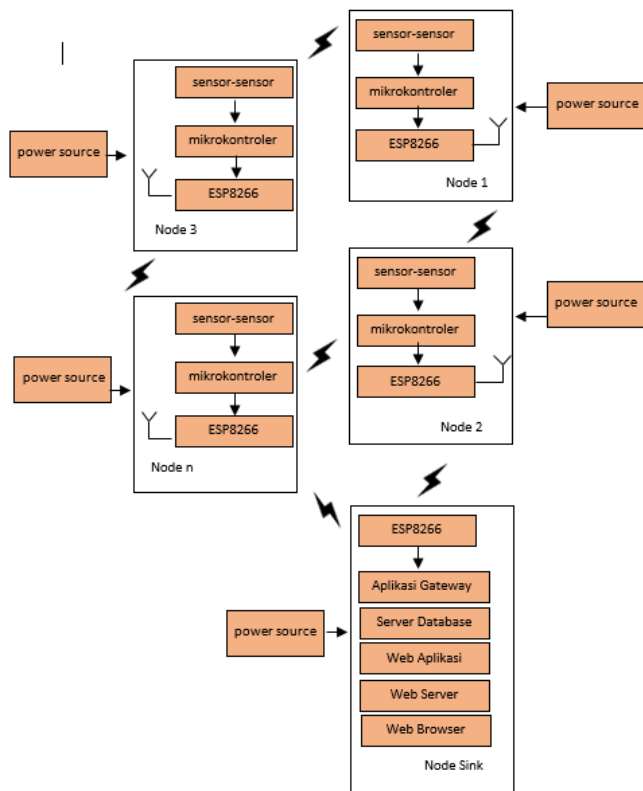 sensor-sensor
mikrokontroler
ESP8266
Node 1
power source
sensor-sensor
mikrokontroler
ESP8266
Node 3
power source
sensor-sensor
mikrokontroler
ESP8266
Node 2
power source
sensor-sensor
mikrokontroler
ESP8266
Node n
power source
ESP8266
Aplikasi Gateway
Server Database
Web Aplikasi
Web Server
Web Browser
Node Sink
power source